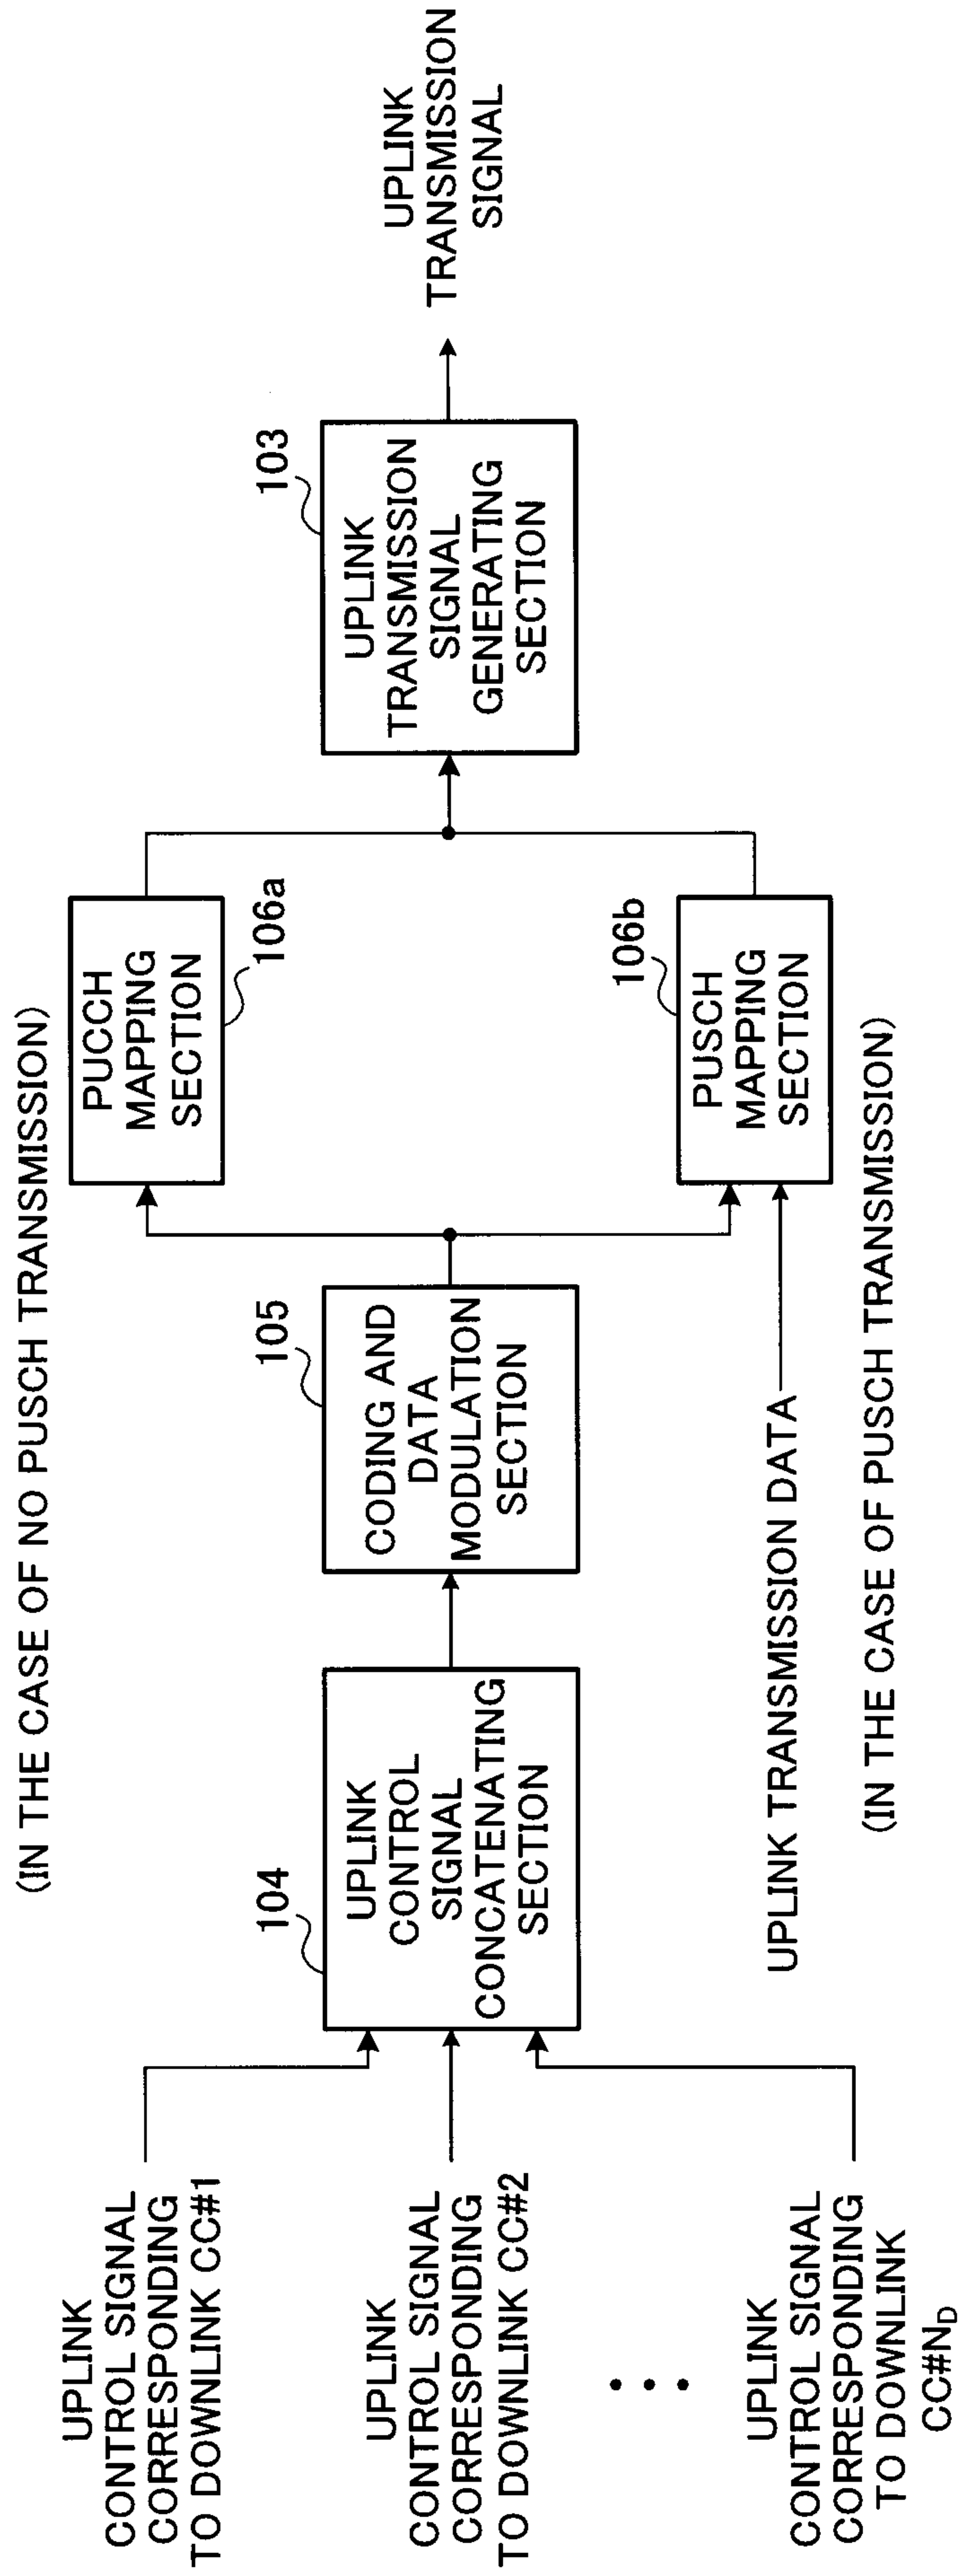 (IN THE CASE OF NO PUSCH TRANSMISSION)
UPLINK
CONTROL SIGNAL
CORRESPONDING
TO DOWNLINK CC#1
UPLINK
CONTROL SIGNAL
CORRESPONDING
TO DOWNLINK CC#2
UPLINK
CONTROL SIGNAL
CORRESPONDING
TO DOWNLINK
CC#N_D
104
UPLINK
CONTROL
SIGNAL
CONCATENATING
SECTION
105
CODING AND
DATA
MODULATION
SECTION
PUCCH
MAPPING
SECTION
106a
106b
PUSCH
MAPPING
SECTION
UPLINK TRANSMISSION DATA
(IN THE CASE OF PUSCH TRANSMISSION)
103
UPLINK
TRANSMISSION
SIGNAL
GENERATING
SECTION
UPLINK
TRANSMISSION
SIGNAL